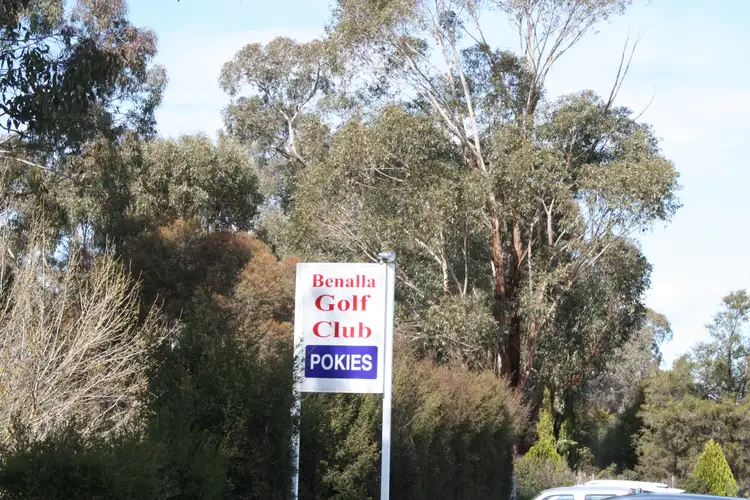 Benalla
Golf
Club
POKIES